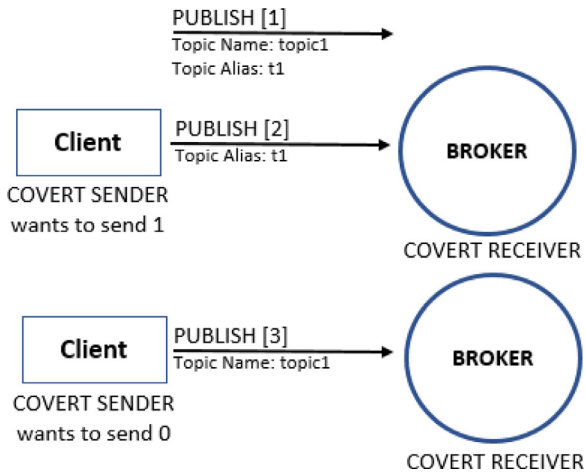 PUBLISH [1]
Topic Name: topic1
Topic Alias: t1
Client
PUBLISH [2]
Topic Alias: t1
BROKER
COVERT SENDER
wants to send 1
COVERT RECEIVER
Client
PUBLISH [3]
Topic Name: topic1
BROKER
COVERT SENDER
wants to send 0
COVERT RECEIVER